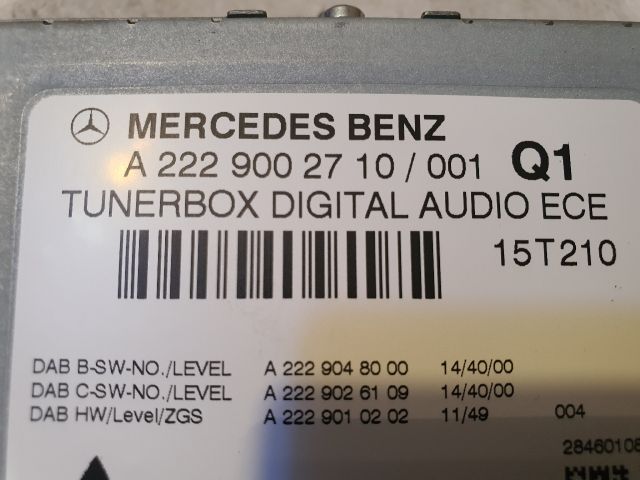 MERCEDES BENZ
A 222 900 27 10 / 001 Q1
TUNERBOX DIGITAL AUDIO ECE
15T210
DAB B-SW-NO./LEVEL A 222 904 80 00 14/40/00
DAB C-SW-NO./LEVEL A 222 902 61 09 14/40/00
DAB HW/Level/ZGS A 222 901 02 02 11/49 004
28460108